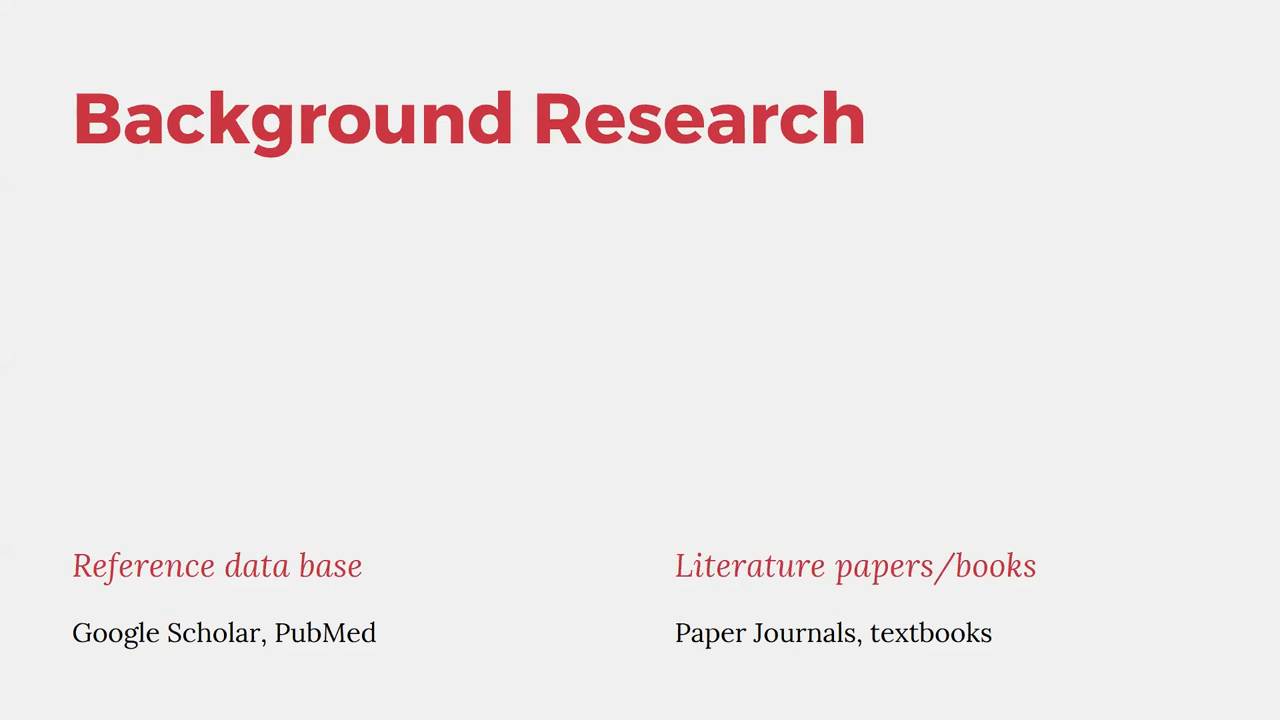 Background Research
Reference data base
Google Scholar, PubMed
Literature papers/books
Paper Journals, textbooks